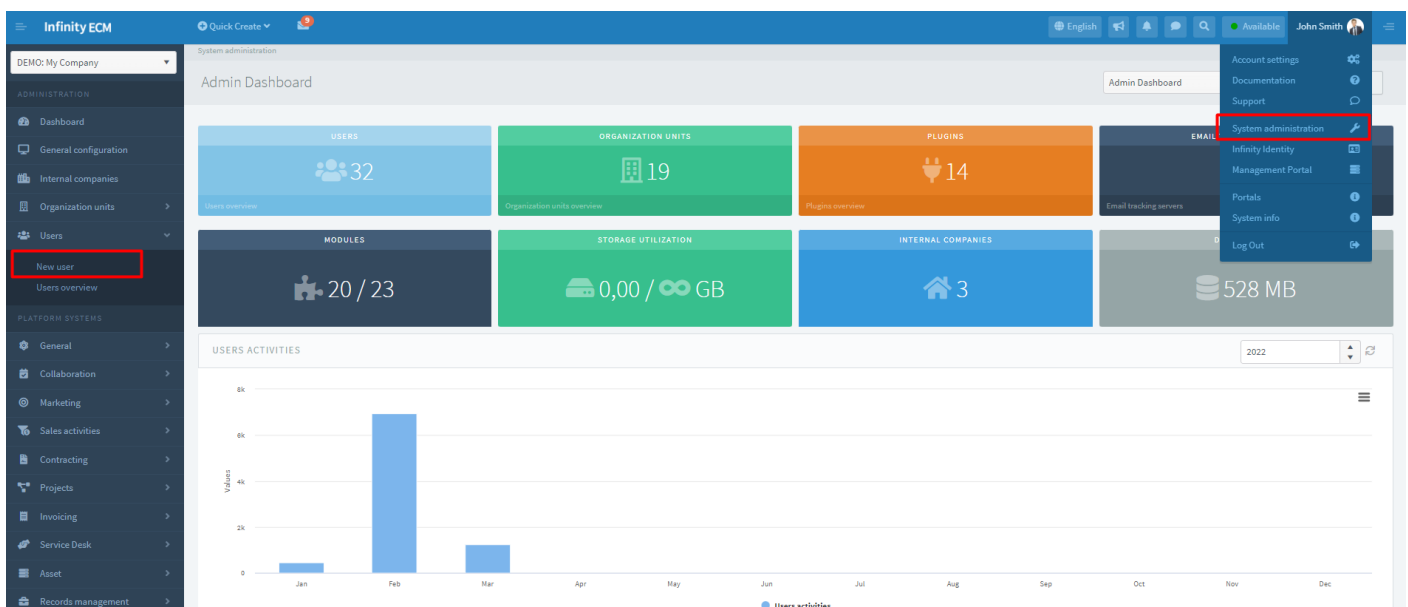 Infinity ECM
Quick Create
9
English
Available
John Smith
DEMO: My Company
ADMINISTRATION
Dashboard
General configuration
Internal companies
Organization units
Users
New user
Users overview
PLATFORM SYSTEMS
General
Collaboration
Marketing
Sales activities
Contracting
Projects
Invoicing
Service Desk
Asset
Records management
System administration
Admin Dashboard
Admin Dashboard
Account settings
Documentation
Support
System administration
Infinity Identity
Management Portal
Portals
System info
Log Out
USERS
32
Users overview
ORGANIZATION UNITS
19
Organization units overview
PLUGINS
14
Plugins overview
EMAIL
Email tracking servers
MODULES
20 / 23
STORAGE UTILIZATION
0,00 / ∞ GB
INTERNAL COMPANIES
3
D
528 MB
USERS ACTIVITIES
2022
8k
6k
4k
2k
0
Values
Jan Feb Mar Apr May Jun Jul Aug Sep Oct Nov Dec
Users activities